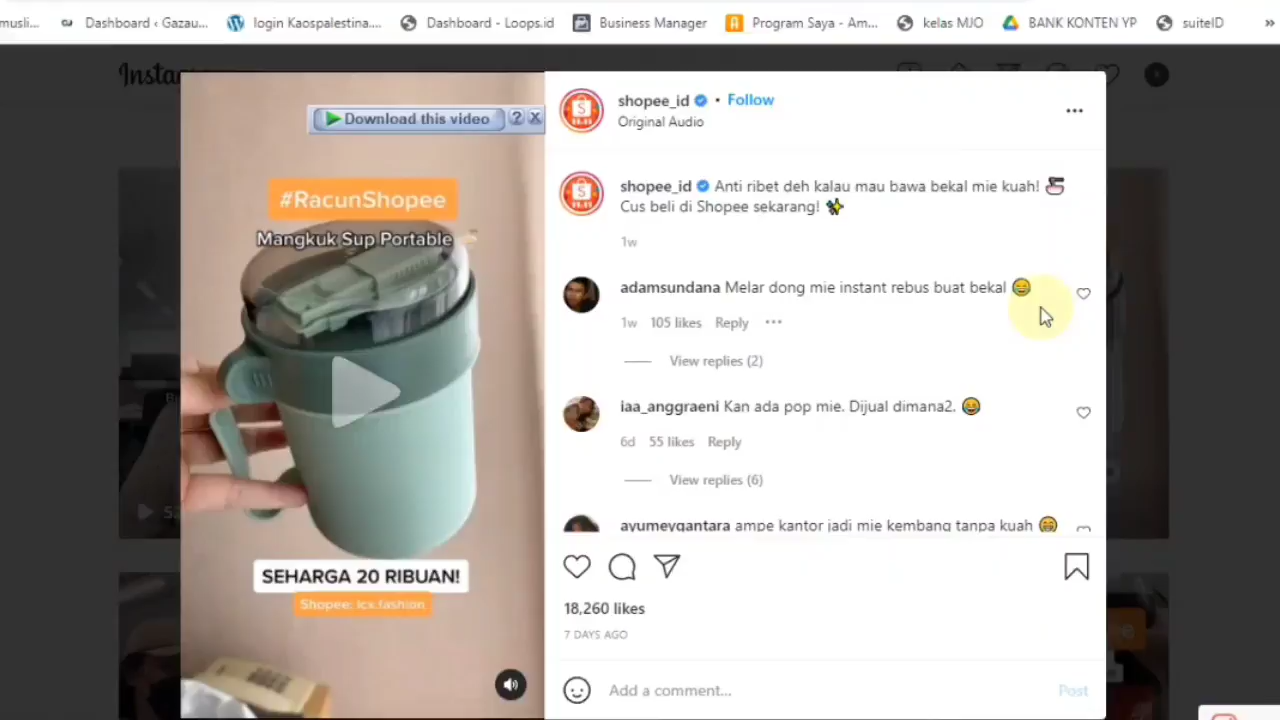 Dashboard ‹ Gazau...
login Kaospalestina....
Dashboard - Loops.id
Business Manager
Program Saya - Am...
kelas MJO
BANK KONTEN YP
suiteID
»
Download this video
? X
#RacunShopee
Mangkuk Sup Portable
SEHARGA 20 RIBUAN!
Shopee: icx.fashion
shopee_id • Follow
Original Audio
shopee_id Anti ribet deh kalau mau bawa bekal mie kuah! 🍜
Cus beli di Shopee sekarang! ✨
1w
adamsundana Melar dong mie instant rebus buat bekal 😂
1w 105 likes Reply ...
View replies (2)
iaa_anggraeni Kan ada pop mie. Dijual dimana2. 😂
6d 55 likes Reply
View replies (6)
ayumeygantara ampe kantor jadi mie kembang tanpa kuah 😁
18,260 likes
7 DAYS AGO
Add a comment...
Post